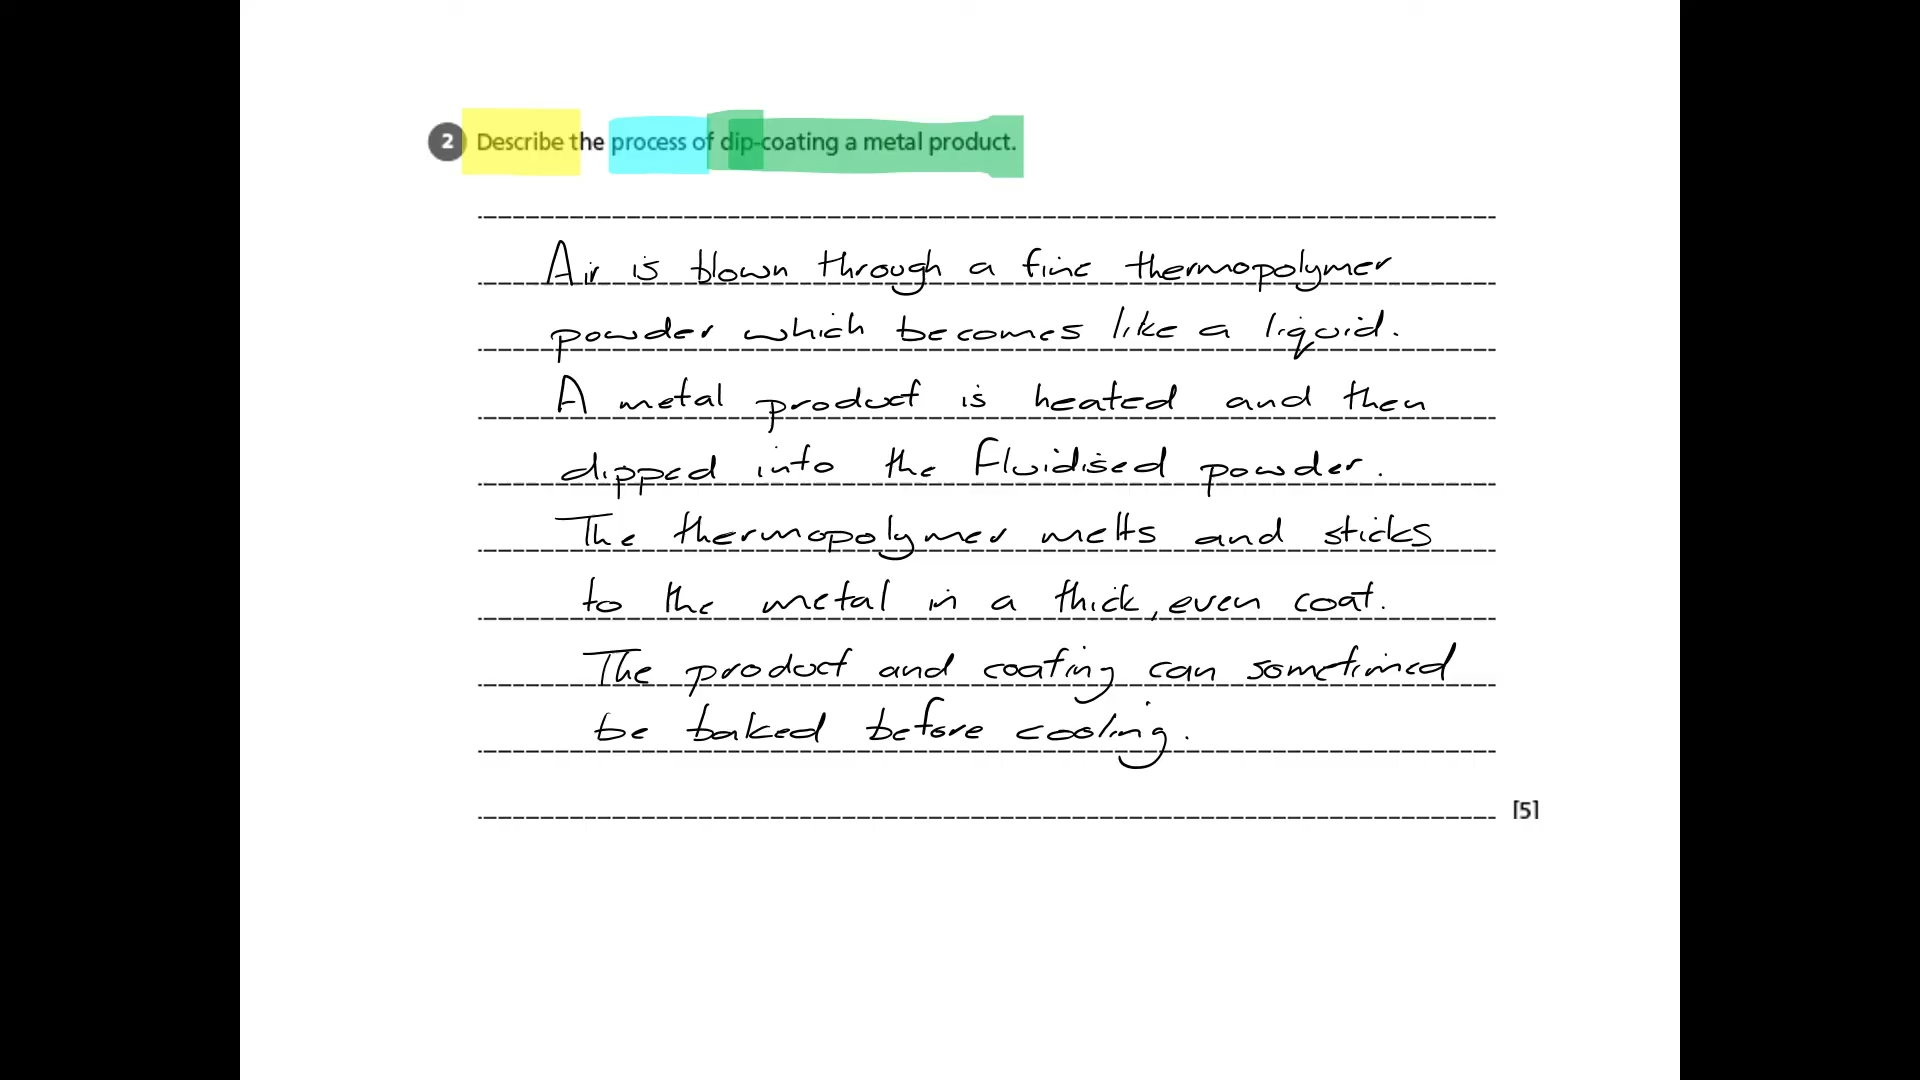 2 Describe the process of dip-coating a metal product.
Air is blown through a fine thermopolymer
powder which becomes like a liquid.
A metal product is heated and then
dipped into the fluidised powder.
The thermopolymer melts and sticks
to the metal in a thick, even coat.
The product and coating can sometimed
be baked before cooling.
[5]